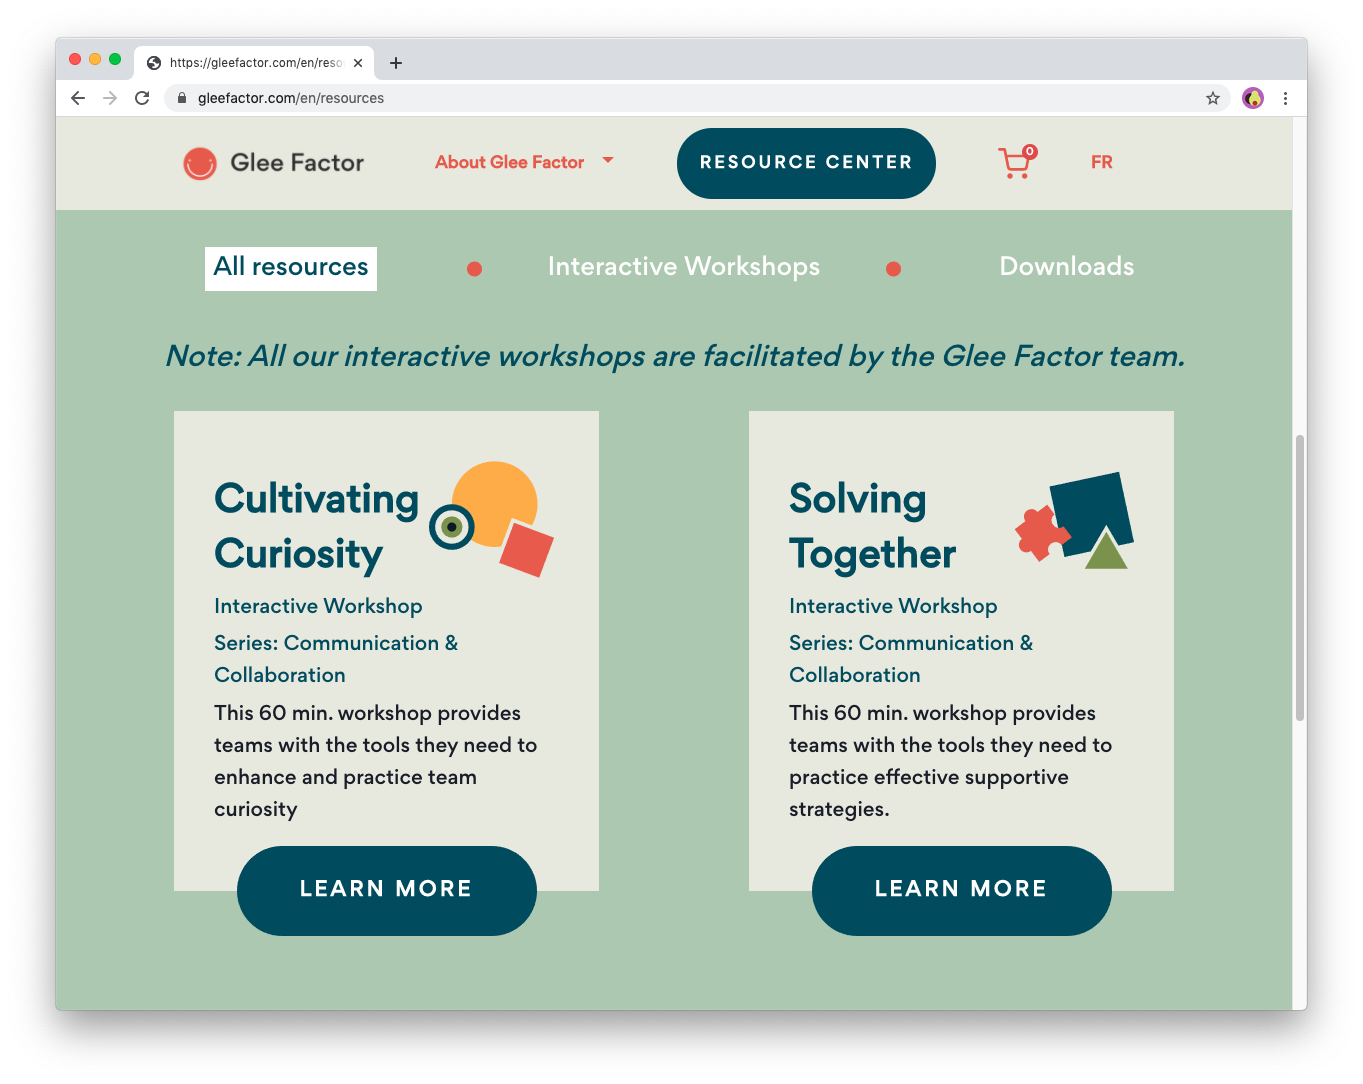 https://gleefactor.com/en/reso
gleefactor.com/en/resources
Glee Factor
About Glee Factor
RESOURCE CENTER
0
FR
All resources
Interactive Workshops
Downloads
Note: All our interactive workshops are facilitated by the Glee Factor team.
Cultivating
Curiosity
Interactive Workshop
Series: Communication &
Collaboration
This 60 min. workshop provides
teams with the tools they need to
enhance and practice team
curiosity
LEARN MORE
Solving
Together
Interactive Workshop
Series: Communication &
Collaboration
This 60 min. workshop provides
teams with the tools they need to
practice effective supportive
strategies.
LEARN MORE